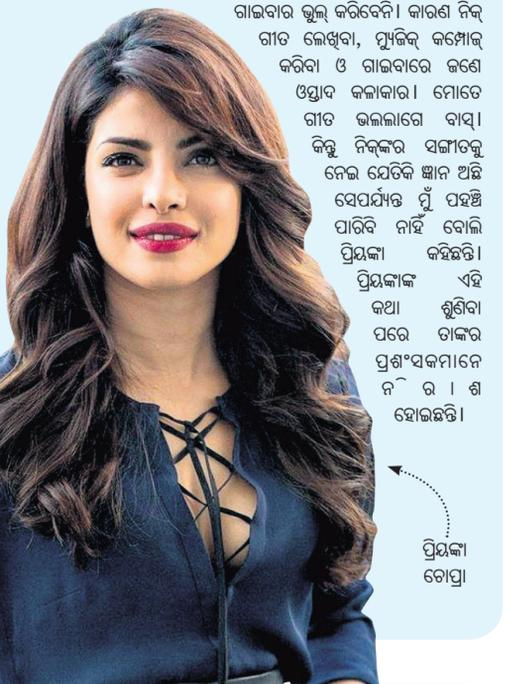 ଗାଇବାର ଭୁଲ୍ କରିବେନି। କାରଣ ନିକ୍
ଗୀତ ଲେଖିବା, ମ୍ୟୁଜିକ୍ କମ୍ପୋଜ୍
କରିବା ଓ ଗାଇବାରେ ଜଣେ
ଓସ୍ତାଦ କଳାକାର। ମୋତେ
ଗୀତ ଭଲଲାଗେ ବାସ୍।
କିନ୍ତୁ ନିକ୍‌ଙ୍କର ସଙ୍ଗୀତକୁ
ନେଇ ଯେତିକି ଜ୍ଞାନ ଅଛି
ସେପର୍ଯ୍ୟନ୍ତ ମୁଁ ପହଞ୍ଚି
ପାରିବି ନାହିଁ ବୋଲି
ପ୍ରିୟଙ୍କା କହିଛନ୍ତି।
ପ୍ରିୟଙ୍କାଙ୍କ ଏହି
କଥା ଶୁଣିବା
ପରେ ତାଙ୍କର
ପ୍ରଶଂସକମାନେ
ନିରାଶ
ହୋଇଛନ୍ତି।
ପ୍ରିୟଙ୍କା
ଚୋପ୍ରା